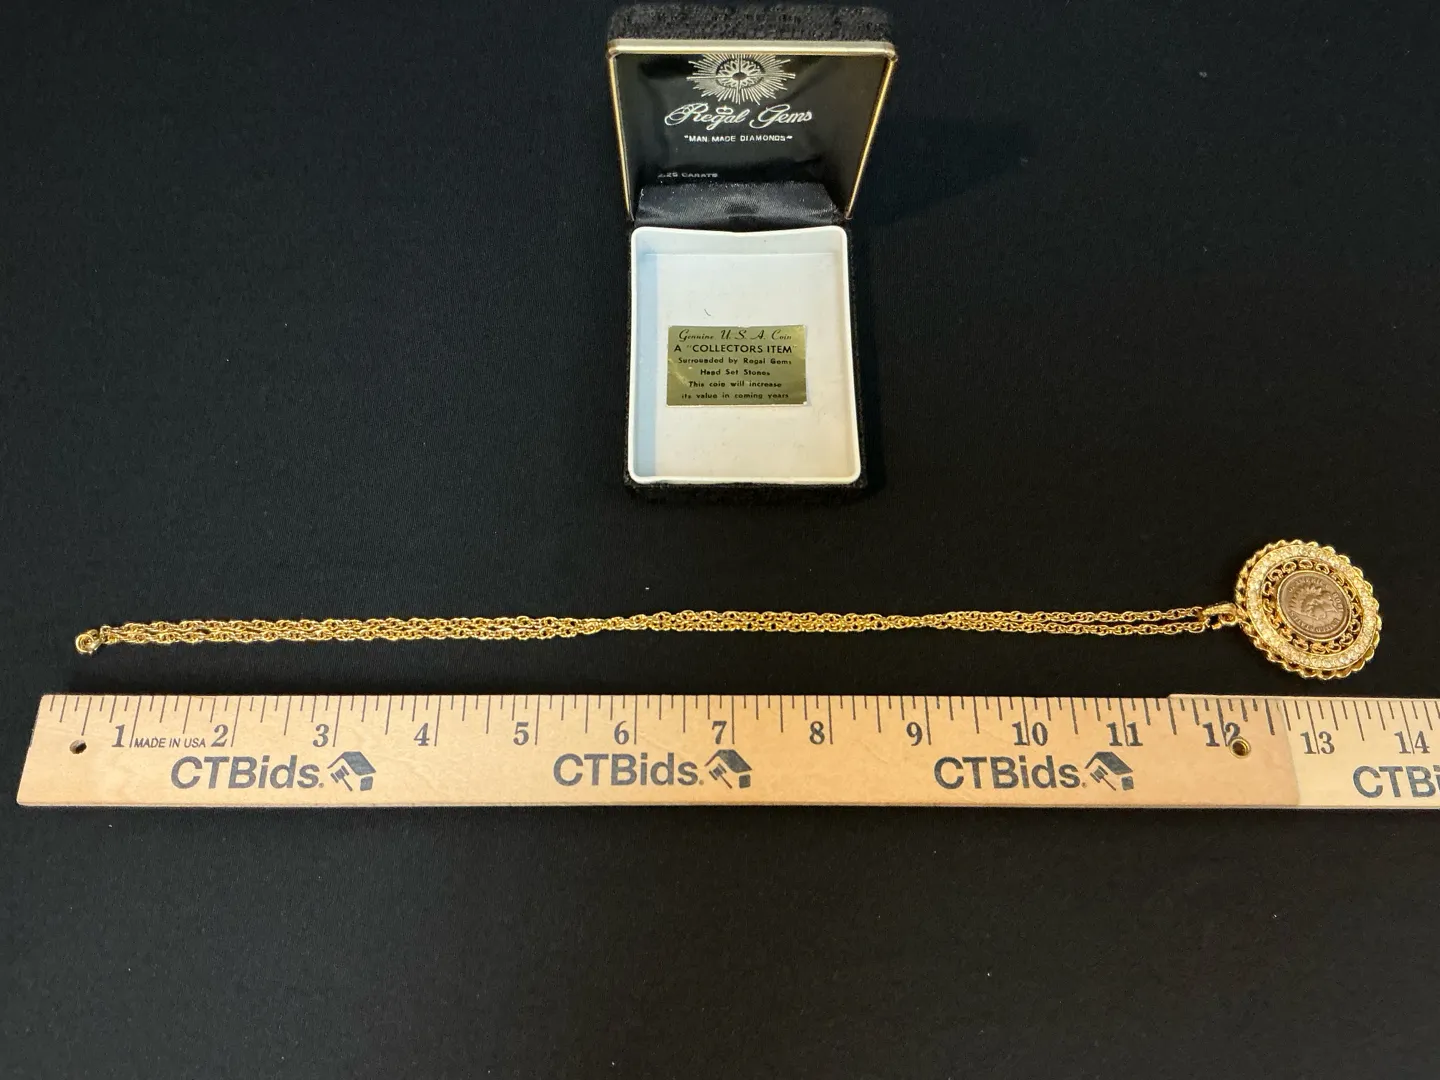 Regal Gems
"MAN MADE DIAMONDS"
CARATS
Genuine U. S. A. Coin
A "COLLECTORS ITEM"
Surrounded by Regal Gems
Hand Set Stones
This coin will increase
its value in coming years
1 MADE IN USA 2 3 4 5 6 7 8 9 10 11 12 13 14
CTBids. CTBids. CTBids. CTBi